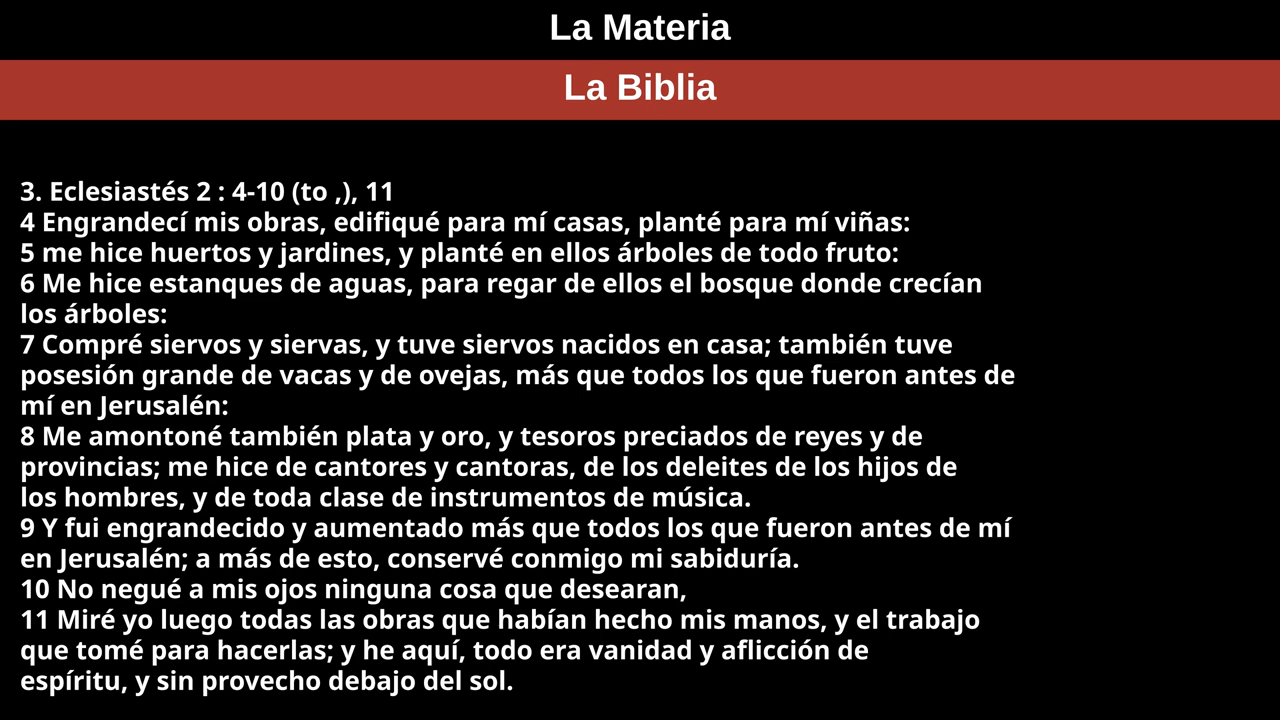 La Materia
La Biblia
3. Eclesiastés 2 : 4-10 (to ,), 11
4 Engrandecí mis obras, edifiqué para mí casas, planté para mí viñas:
5 me hice huertos y jardines, y planté en ellos árboles de todo fruto:
6 Me hice estanques de aguas, para regar de ellos el bosque donde crecían
los árboles:
7 Compré siervos y siervas, y tuve siervos nacidos en casa; también tuve
posesión grande de vacas y de ovejas, más que todos los que fueron antes de
mí en Jerusalén:
8 Me amontoné también plata y oro, y tesoros preciados de reyes y de
provincias; me hice de cantores y cantoras, de los deleites de los hijos de
los hombres, y de toda clase de instrumentos de música.
9 Y fui engrandecido y aumentado más que todos los que fueron antes de mí
en Jerusalén; a más de esto, conservé conmigo mi sabiduría.
10 No negué a mis ojos ninguna cosa que desearan,
11 Miré yo luego todas las obras que habían hecho mis manos, y el trabajo
que tomé para hacerlas; y he aquí, todo era vanidad y aflicción de
espíritu, y sin provecho debajo del sol.